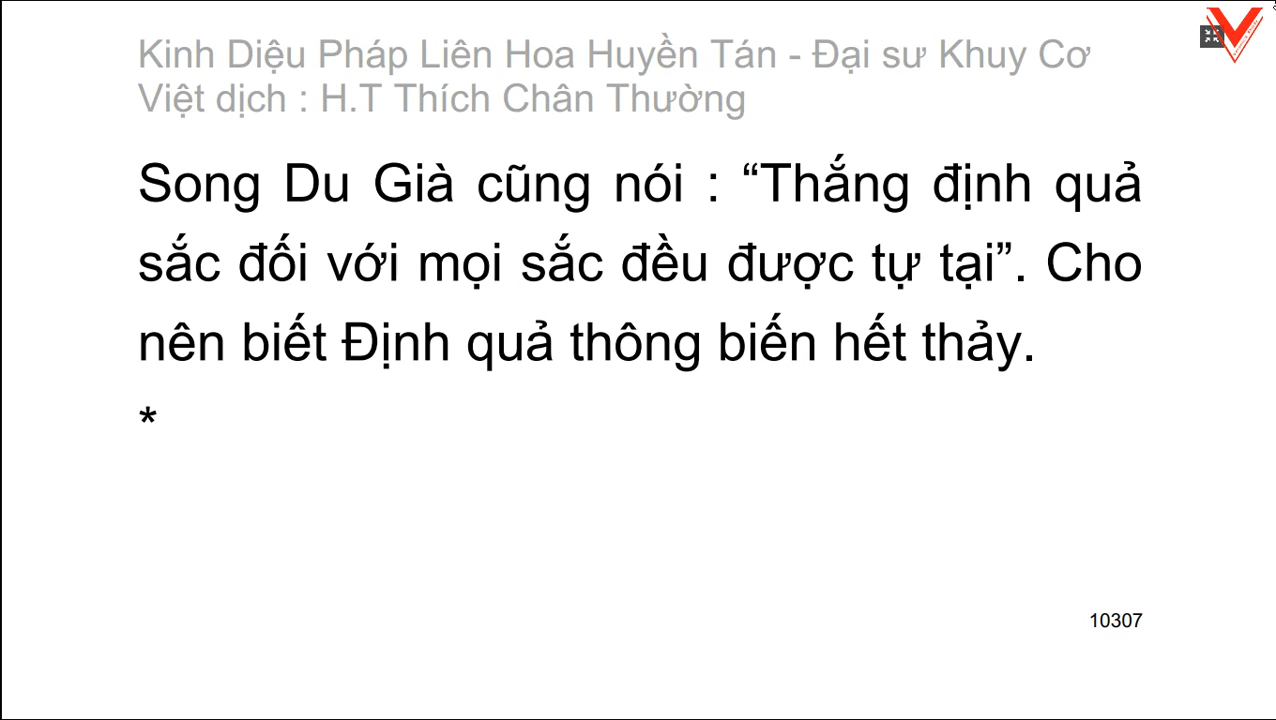 Kinh Diệu Pháp Liên Hoa Huyền Tán - Đại sư Khuy Cơ
Việt dịch : H.T Thích Chân Thường
Song Du Già cũng nói : “Thắng định quả
sắc đối với mọi sắc đều được tự tại”. Cho
nên biết Định quả thông biến hết thảy.
*
10307